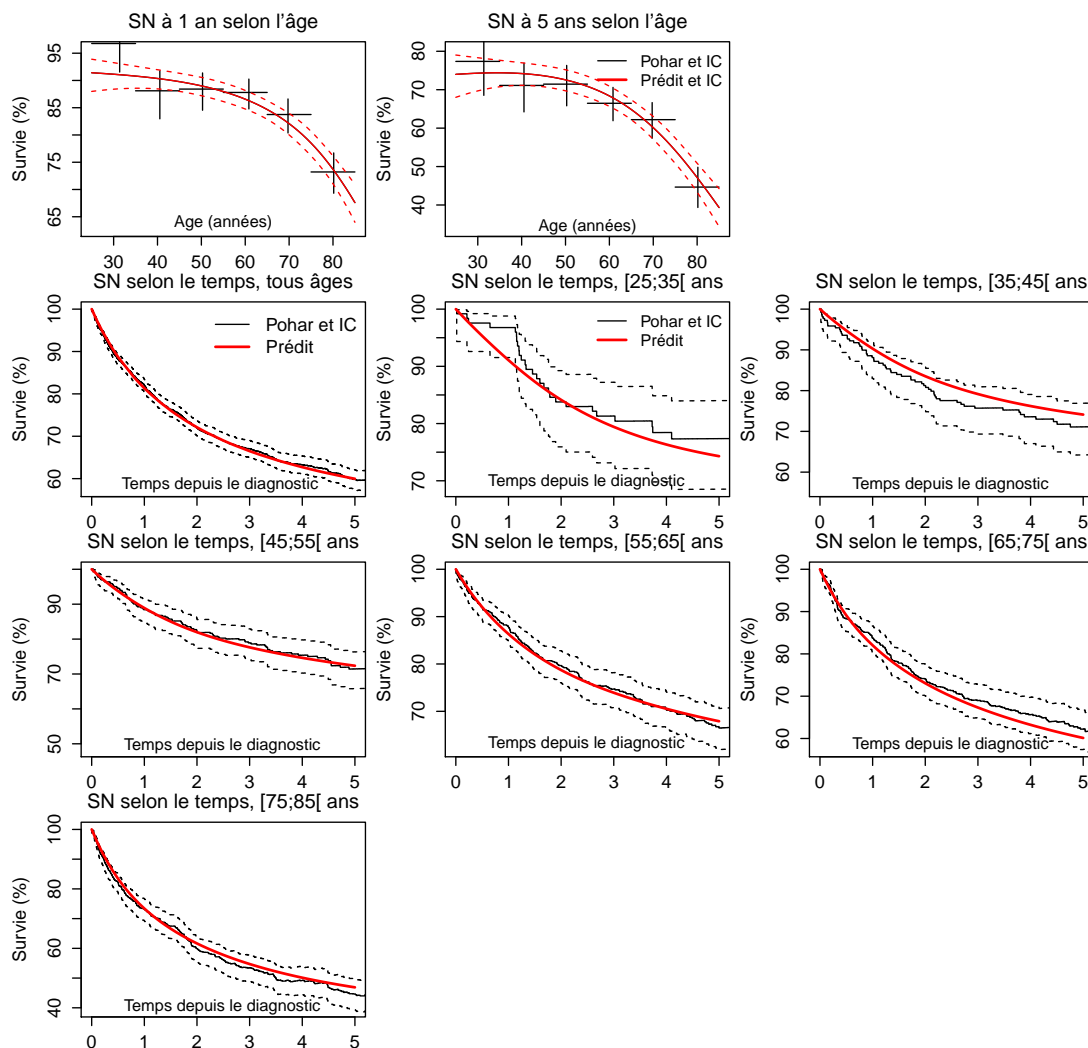 SN à 1 an selon l'âge
SN à 5 ans selon l'âge
Survie (%)
65
75
85
95
Age (années)
30 40 50 60 70 80
Survie (%)
40
50
60
70
80
Pohar et IC
Prédit et IC
Age (années)
30 40 50 60 70 80
SN selon le temps, tous âges
SN selon le temps, [25;35[ ans
SN selon le temps, [35;45[ ans
Survie (%)
60
70
80
90
100
Pohar et IC
Prédit
Temps depuis le diagnostic
0 1 2 3 4 5
Survie (%)
70
80
90
100
Pohar et IC
Prédit
Temps depuis le diagnostic
0 1 2 3 4 5
Survie (%)
60
70
80
90
100
Temps depuis le diagnostic
0 1 2 3 4 5
SN selon le temps, [45;55[ ans
SN selon le temps, [55;65[ ans
SN selon le temps, [65;75[ ans
Survie (%)
50
70
90
Temps depuis le diagnostic
0 1 2 3 4 5
Survie (%)
70
80
90
100
Temps depuis le diagnostic
0 1 2 3 4 5
Survie (%)
60
70
80
90
100
Temps depuis le diagnostic
0 1 2 3 4 5
SN selon le temps, [75;85[ ans
Survie (%)
40
60
80
100
Temps depuis le diagnostic
0 1 2 3 4 5